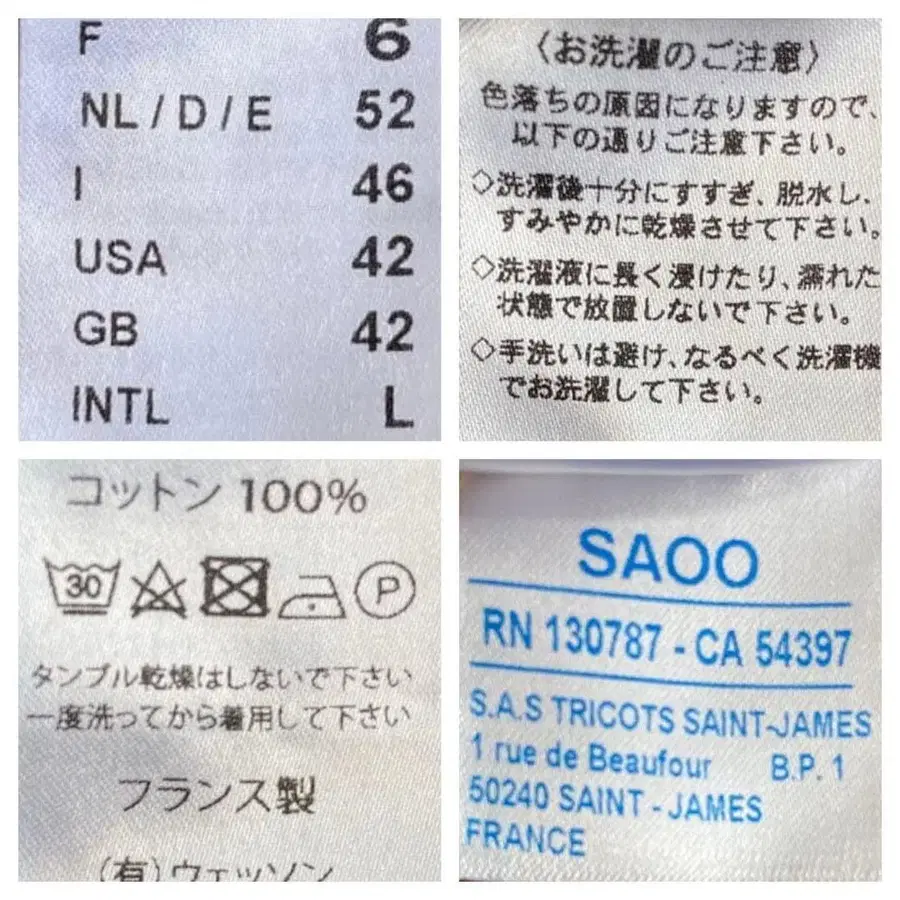 F 6
NL / D / E 52
I 46
USA 42
GB 42
INTL L
〈お洗濯のご注意〉
色落ちの原因になりますので、
以下の通りご注意下さい。
◇洗濯後十分にすすぎ、脱水し、
すみやかに乾燥させて下さい。
◇洗濯液に長く浸けたり、濡れた
状態で放置しないで下さい。
◇手洗いは避け、なるべく洗濯機
でお洗濯して下さい。
コットン 100%
30 P
タンブル乾燥はしないで下さい
一度洗ってから着用して下さい
フランス製
(有)ウェッソン
SAOO
RN 130787 - CA 54397
S.A.S TRICOTS SAINT-JAMES
1 rue de Beaufour B.P. 1
50240 SAINT - JAMES
FRANCE